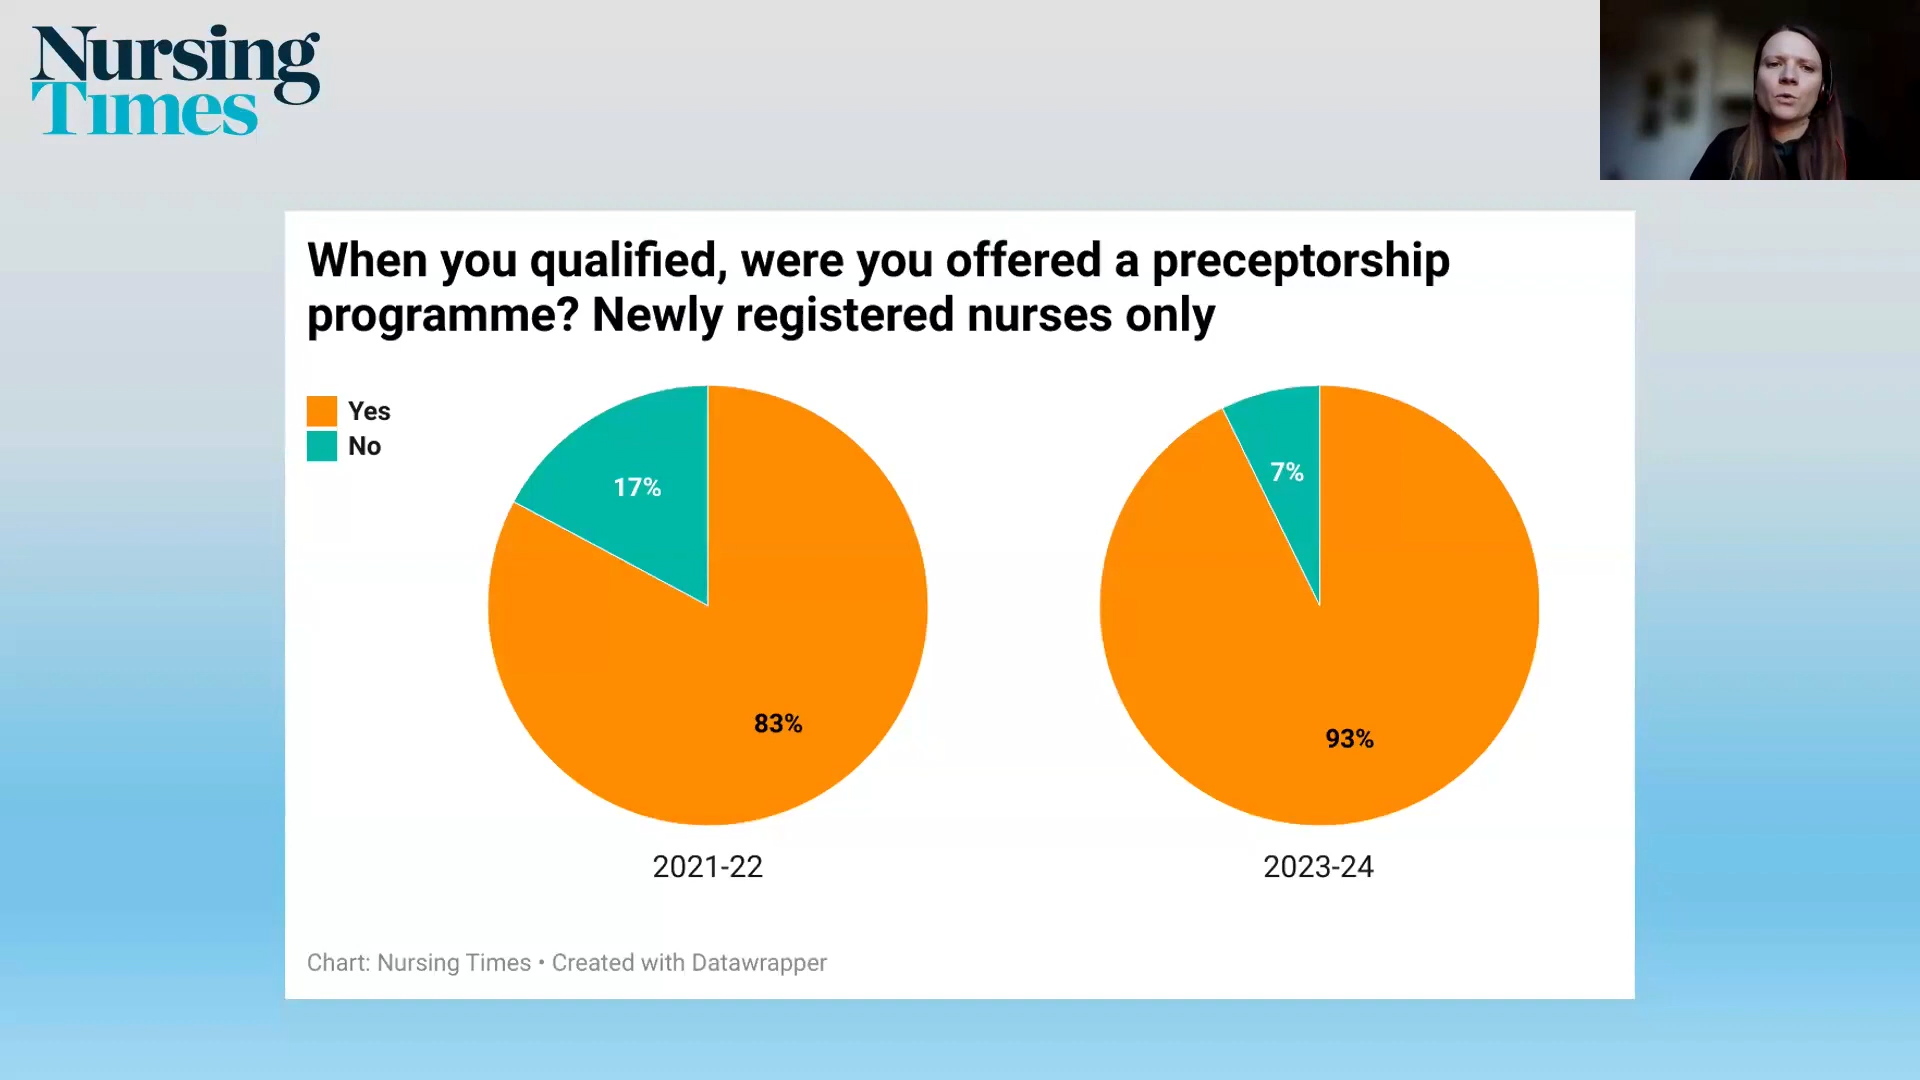 Nursing
Times
When you qualified, were you offered a preceptorship
programme? Newly registered nurses only
Yes
No
17%
83%
7%
93%
2021-22
2023-24
Chart: Nursing Times • Created with Datawrapper